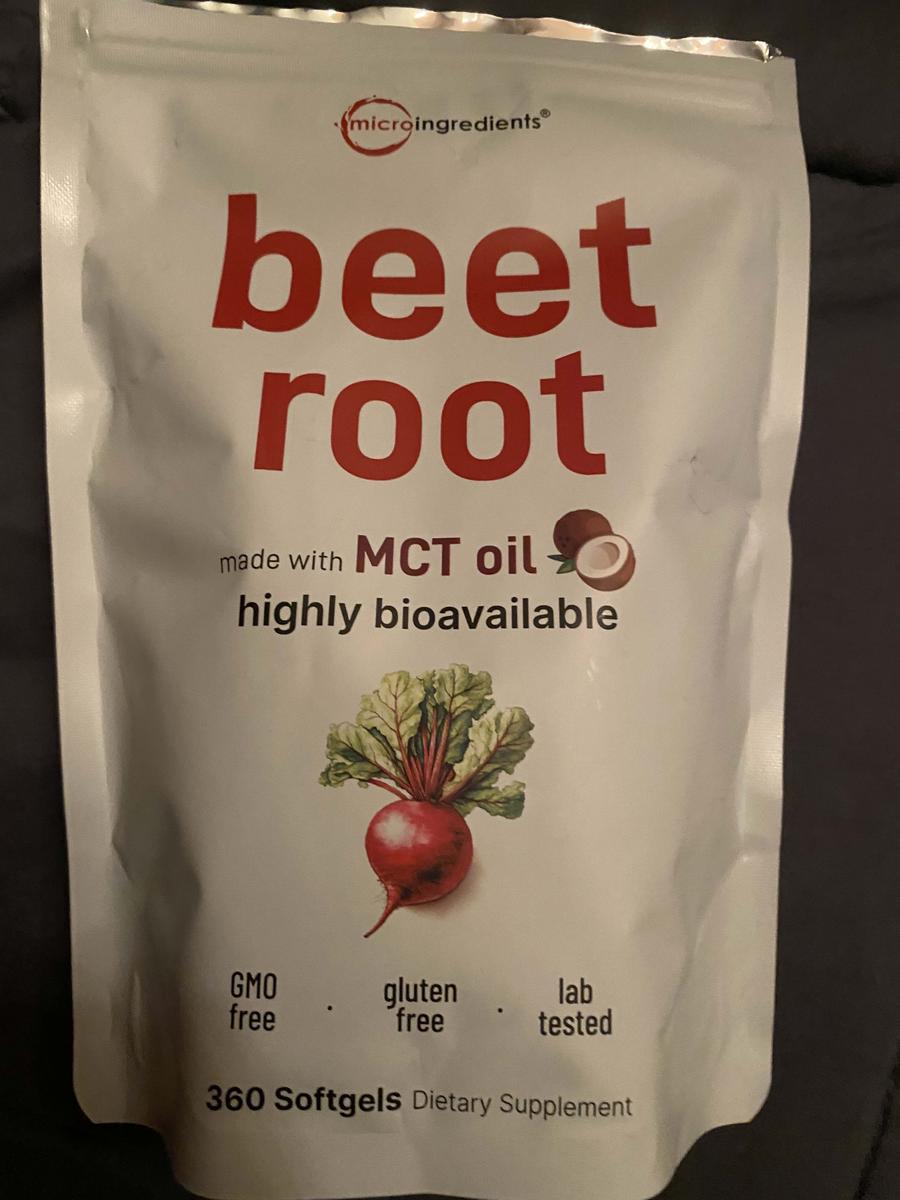 microingredients®
beet
root
made with MCT oil
highly bioavailable
GMO free · gluten free · lab tested
360 Softgels Dietary Supplement